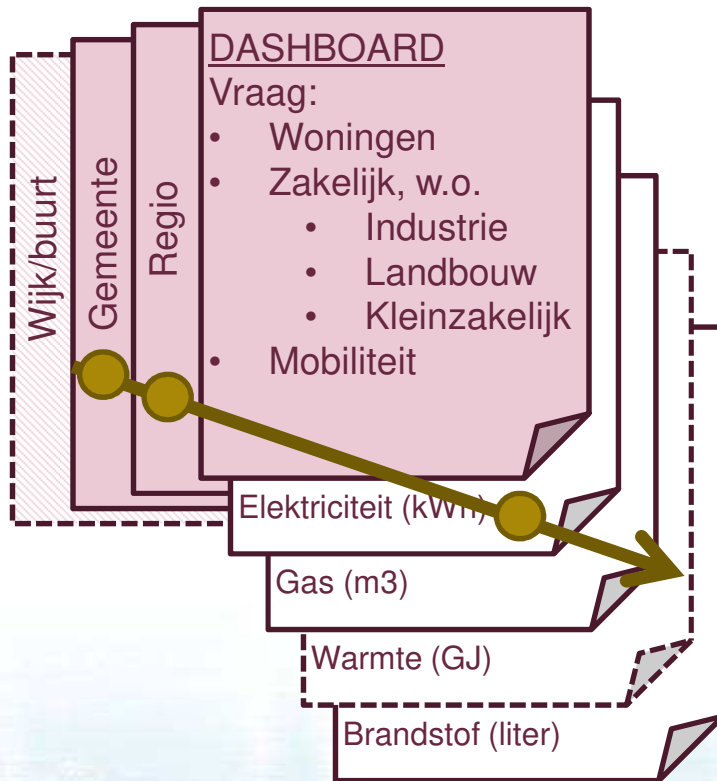 DASHBOARD
Vraag:
• Woningen
• Zakelijk, w.o.
• Industrie
• Landbouw
• Kleinzakelijk
• Mobiliteit
Regio
Gemeente
Wijk/buurt
Elektriciteit (kWh)
Gas (m3)
Warmte (GJ)
Brandstof (liter)